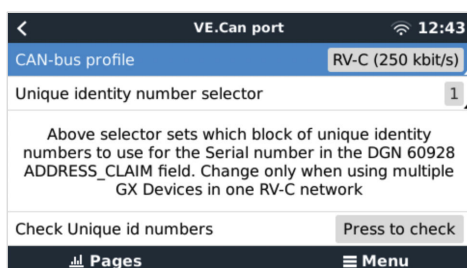 VE.Can port 12:43
CAN-bus profile RV-C (250 kbit/s)
Unique identity number selector 1
Above selector sets which block of unique identity
numbers to use for the Serial number in the DGN 60928
ADDRESS_CLAIM field. Change only when using multiple
GX Devices in one RV-C network
Check Unique id numbers Press to check
Pages Menu